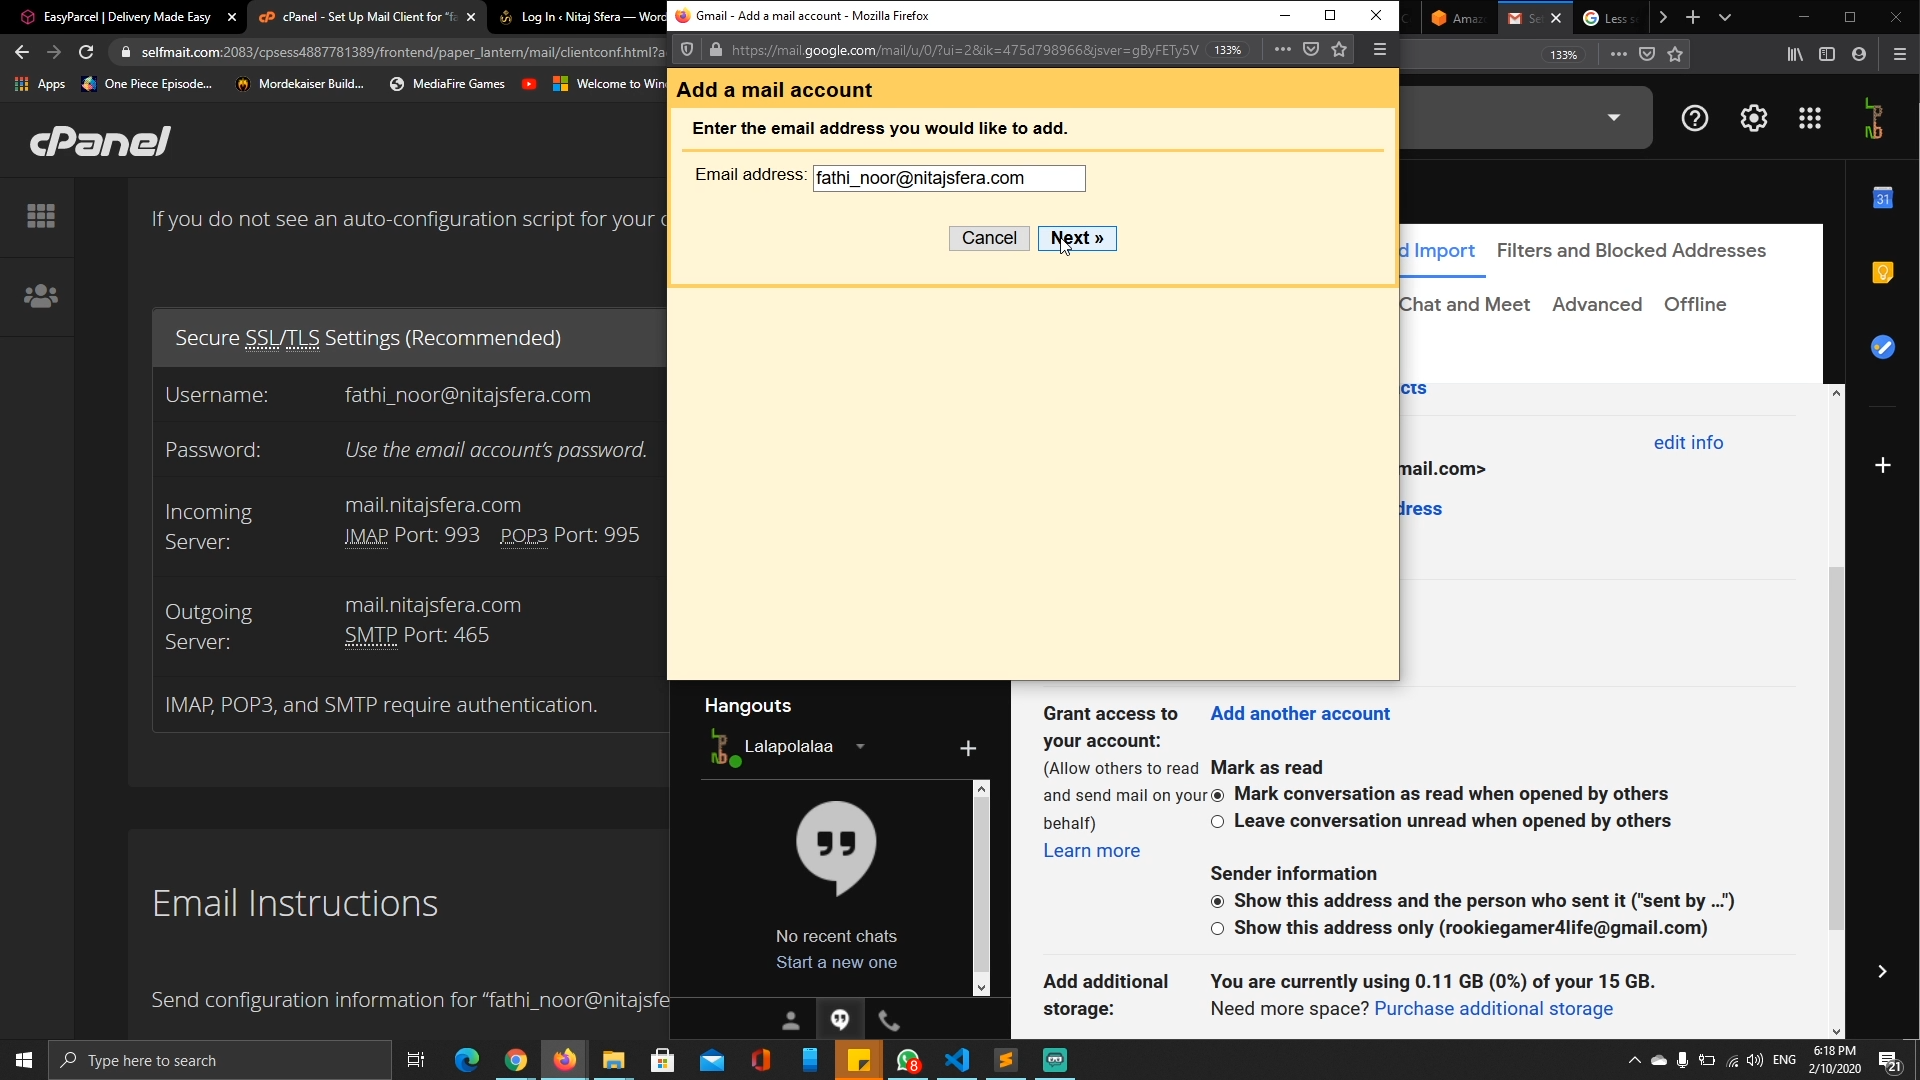 EasyParcel | Delivery Made Easy
cPanel - Set Up Mail Client for "fa
Log In ‹ Nitaj Sfera — Word
Gmail - Add a mail account - Mozilla Firefox
Amaz
Se
Less s
selfmait.com:2083/cpsess4887781389/frontend/paper_lantern/mail/clientconf.html?a
https://mail.google.com/mail/u/0/?ui=2&ik=475d798966&jsver=gByFETy5V
133%
133%
Apps
One Piece Episode...
Mordekaiser Build...
MediaFire Games
Welcome to Win
cPanel
If you do not see an auto-configuration script for your c
Secure SSL/TLS Settings (Recommended)
Username: fathi_noor@nitajsfera.com
Password: Use the email account's password.
Incoming Server:
mail.nitajsfera.com
IMAP Port: 993 POP3 Port: 995
Outgoing Server:
mail.nitajsfera.com
SMTP Port: 465
IMAP, POP3, and SMTP require authentication.
Email Instructions
Send configuration information for “fathi_noor@nitajsfe
Add a mail account
Enter the email address you would like to add.
Email address: fathi_noor@nitajsfera.com
Cancel
Next »
d Import
Filters and Blocked Addresses
Chat and Meet
Advanced
Offline
cts
edit info
mail.com>
dress
31
Hangouts
Lalapolalaa
No recent chats
Start a new one
Grant access to your account:
(Allow others to read and send mail on your behalf)
Learn more
Add another account
Mark as read
Mark conversation as read when opened by others
Leave conversation unread when opened by others
Sender information
Show this address and the person who sent it ("sent by ...")
Show this address only (rookiegamer4life@gmail.com)
Add additional storage:
You are currently using 0.11 GB (0%) of your 15 GB.
Need more space? Purchase additional storage
Type here to search
8
ENG
6:18 PM
2/10/2020
21